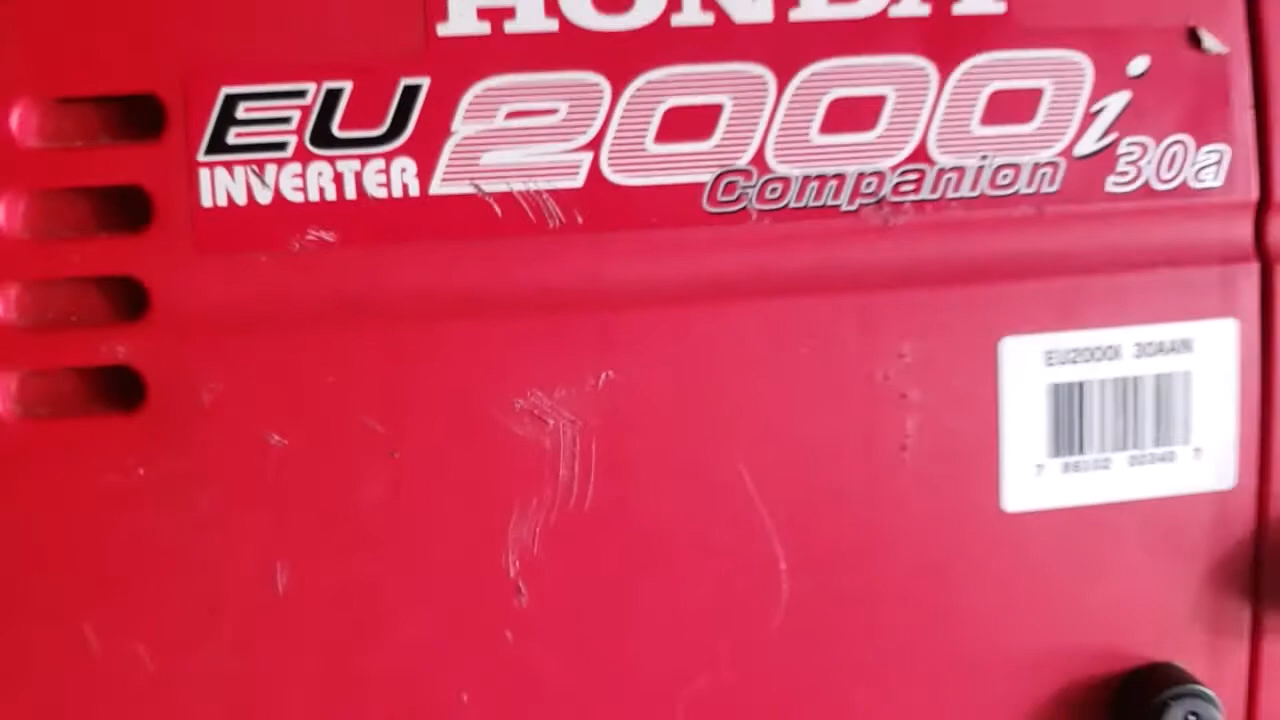 HONDA
EU 2000i
INVERTER
Companion 30a
EU2000I 30AAN